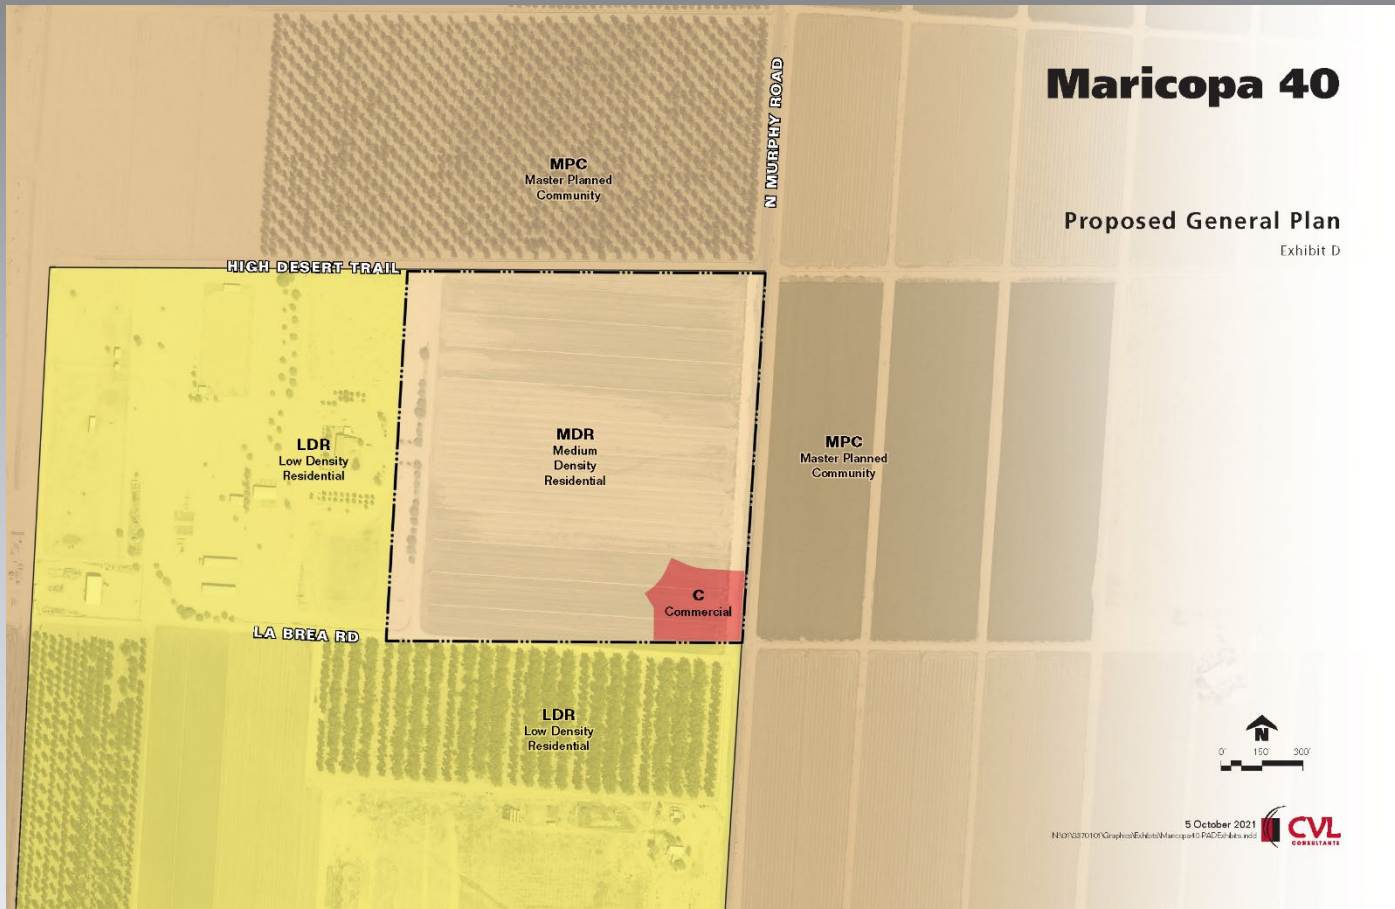 Maricopa 40
N MURPHY ROAD
MPC
Master Planned
Community
Proposed General Plan
Exhibit D
HIGH DESERT TRAIL
LDR
Low Density
Residential
MDR
Medium
Density
Residential
MPC
Master Planned
Community
C
Commercial
LA BREA RD
LDR
Low Density
Residential
N
0' 150' 300'
5 October 2021
CVL
CONSULTANTS